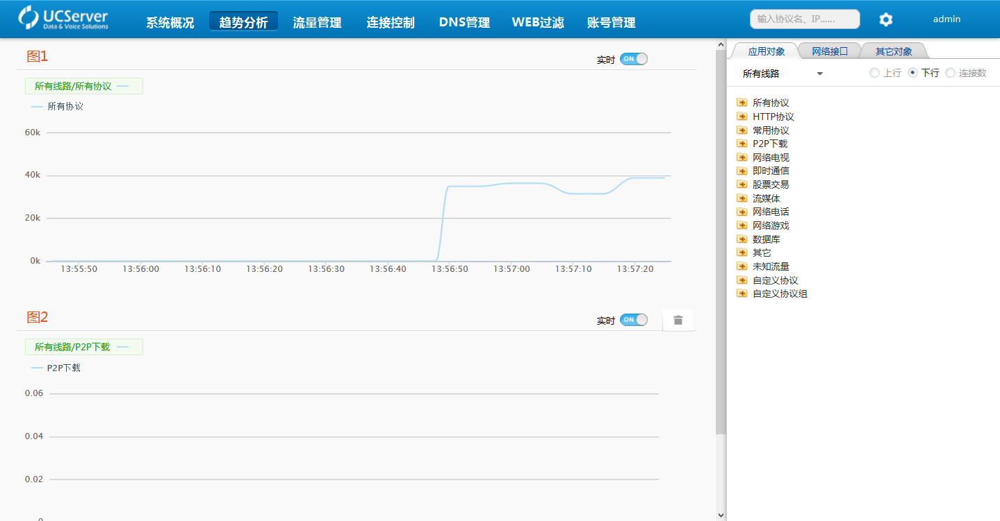 UCServer
Data & Voice Solutions
系统概况 趋势分析 流量管理 连接控制 DNS管理 WEB过滤 账号管理
输入协议名、IP......
admin
图1
实时 ON
所有线路/所有协议
所有协议
60k
40k
20k
0k
13:55:50 13:56:00 13:56:10 13:56:20 13:56:30 13:56:40 13:56:50 13:57:00 13:57:10 13:57:20
图2
实时 ON
所有线路/P2P下载
P2P下载
0.06
0.04
0.02
0
应用对象 网络接口 其它对象
所有线路 上行 下行 连接数
所有协议
HTTP协议
常用协议
P2P下载
网络电视
即时通信
股票交易
流媒体
网络电话
网络游戏
数据库
其它
未知流量
自定义协议
自定义协议组